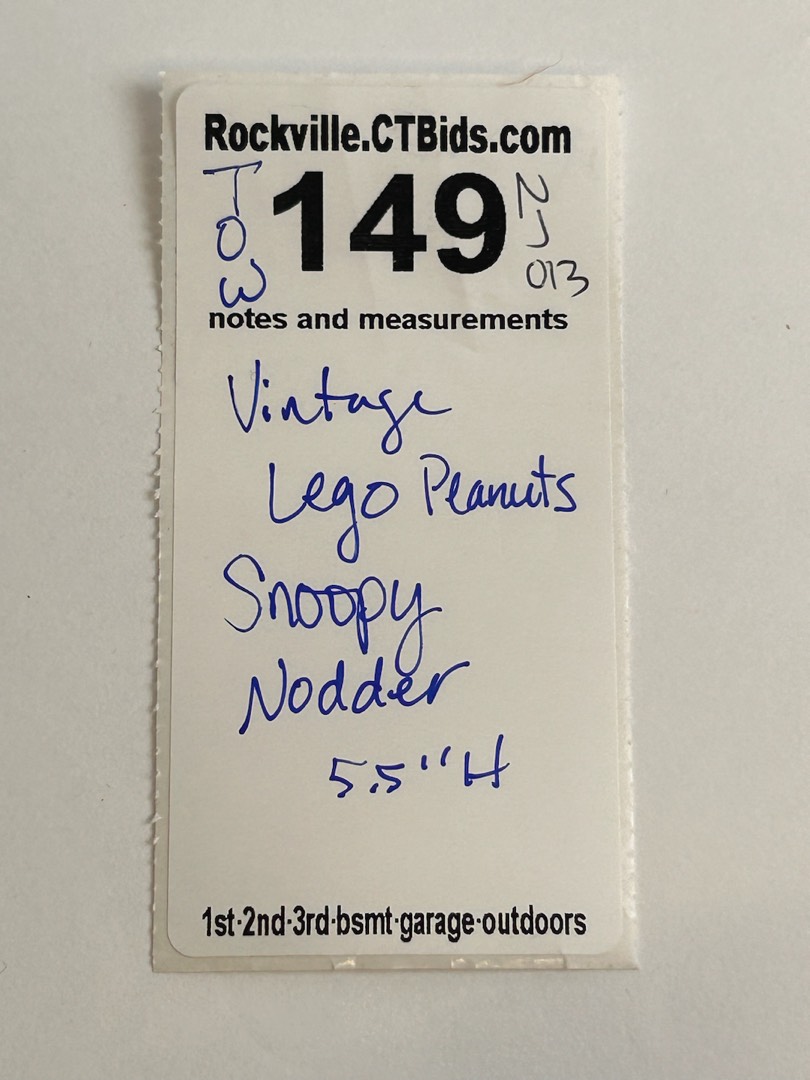 Rockville.CTBids.com
TOW
149
NJ
013
notes and measurements
Vintage
Lego Peanuts
Snoopy
Nodder
5.5" H
1st·2nd·3rd·bsmt·garage·outdoors